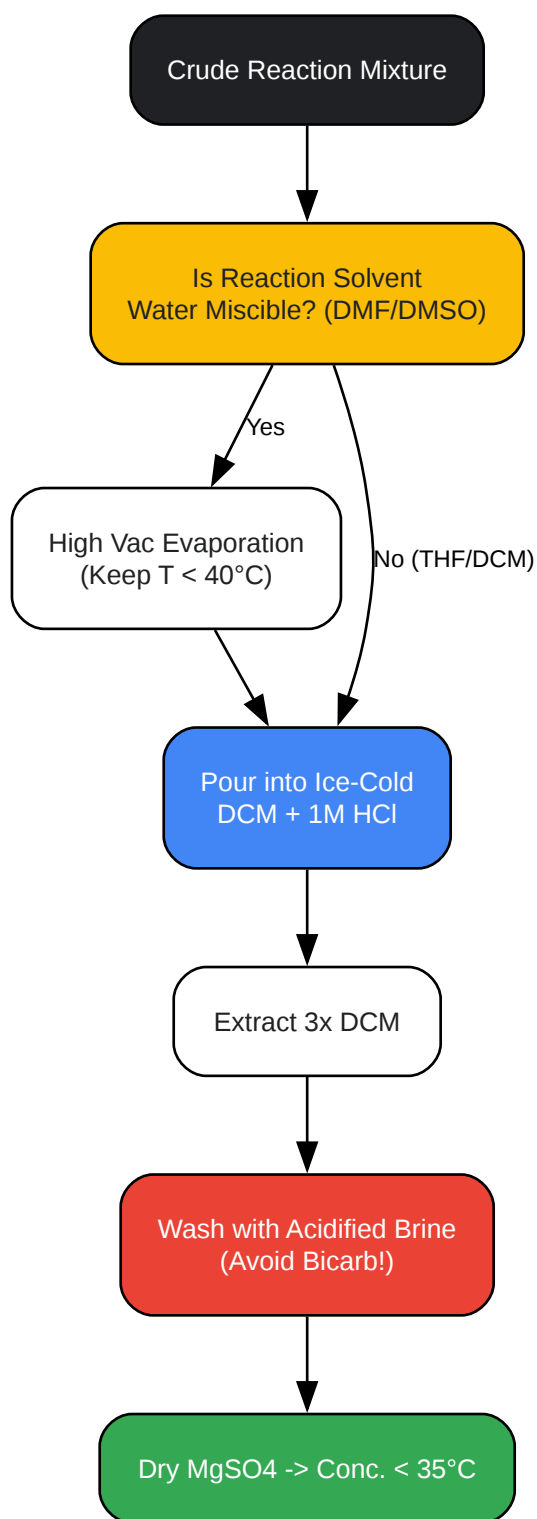 Crude Reaction Mixture
Is Reaction Solvent
Water Miscible? (DMF/DMSO)
Yes
High Vac Evaporation
(Keep T < 40°C)
No (THF/DCM)
Pour into Ice-Cold
DCM + 1M HCl
Extract 3x DCM
Wash with Acidified Brine
(Avoid Bicarb!)
Dry MgSO4 -> Conc. < 35°C